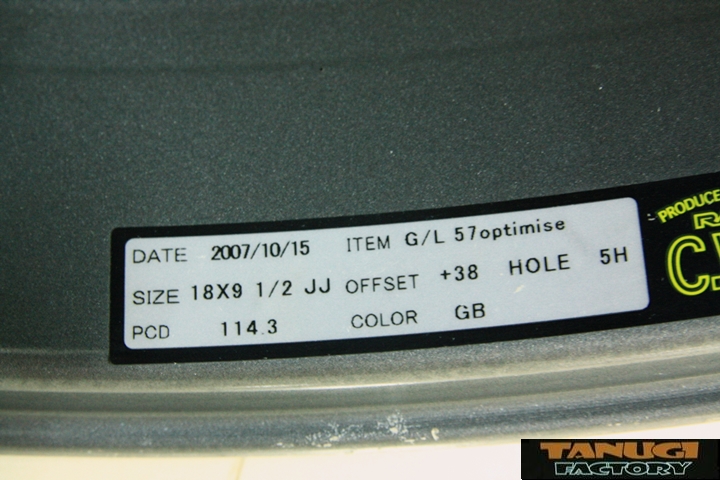 DATE 2007/10/15 ITEM G/L 57optimise
SIZE 18X9 1/2 JJ OFFSET +38 HOLE 5H
PCD 114.3 COLOR GB
TANUGI
FACTORY